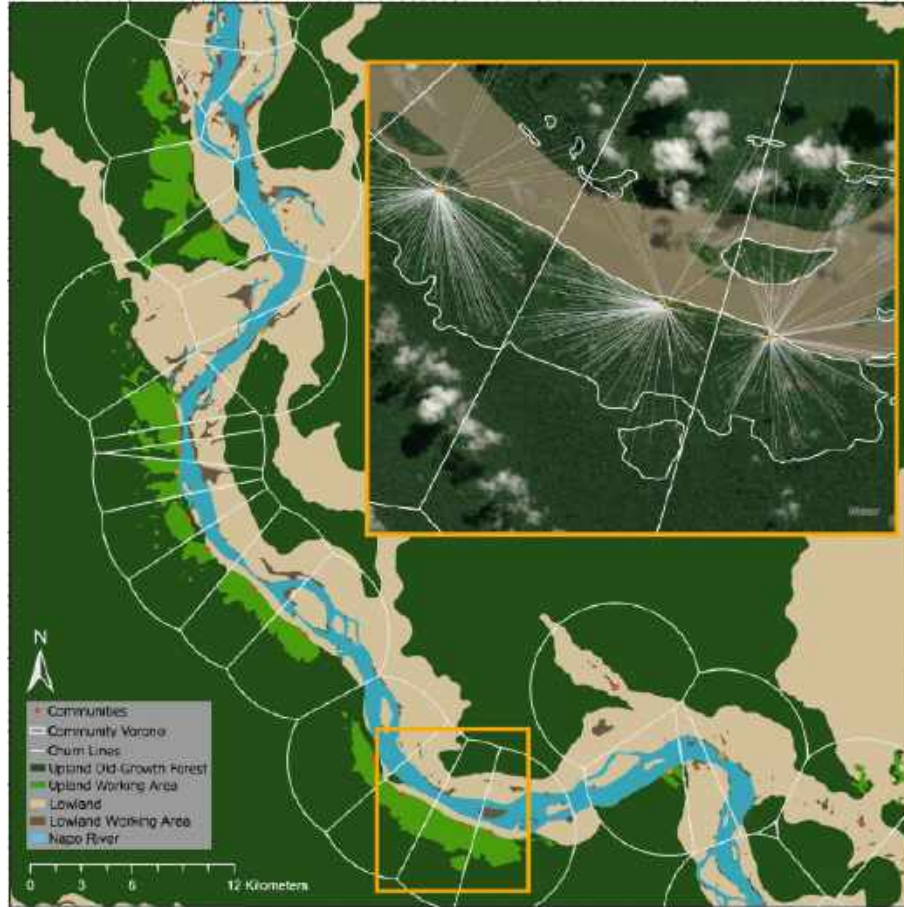 N
Communities
Community Vorono
Churn Lines
Upland Old-Growth Forest
Upland Working Area
Lowland
Lowland Working Area
Napo River
0 3 6 12 Kilometers